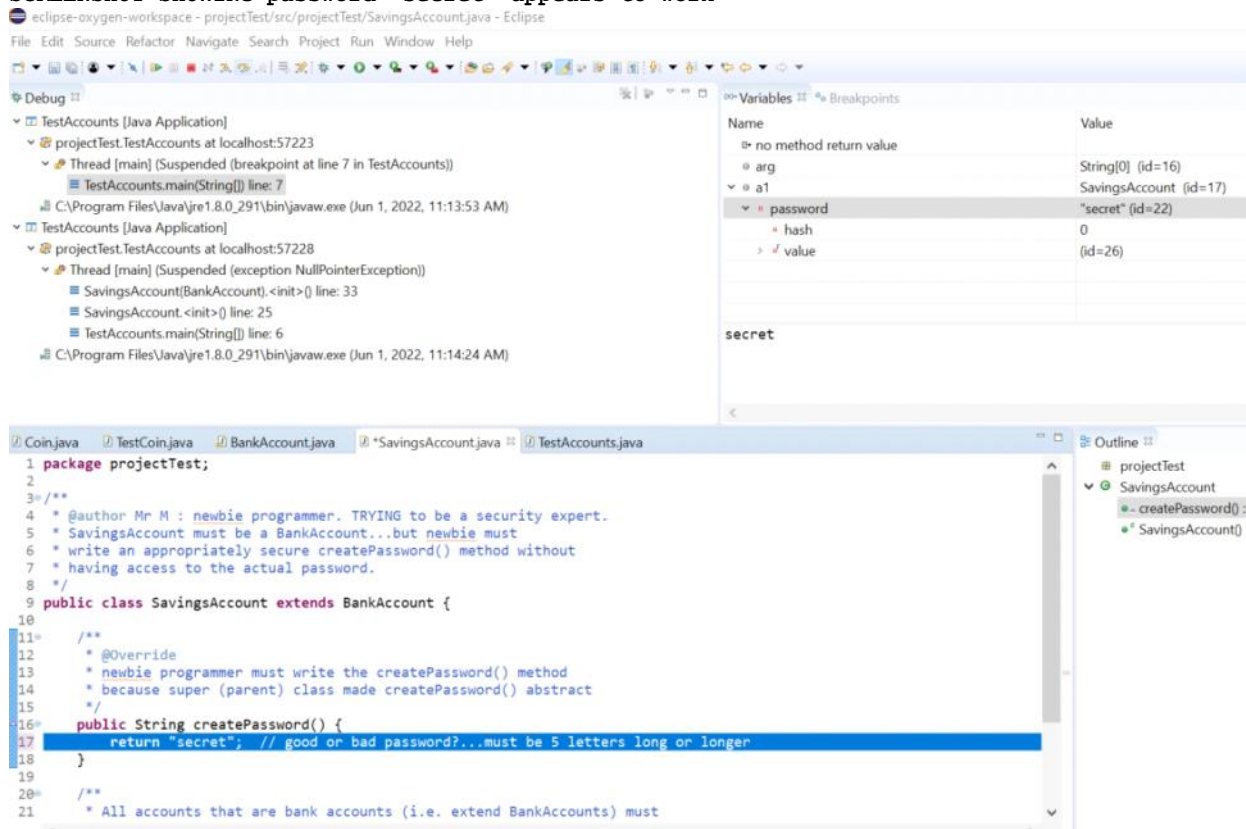 eclipse-oxygen-workspace - projectTest/src/projectTest/SavingsAccount.java - Eclipse
File Edit Source Refactor Navigate Search Project Run Window Help
Debug
TestAccounts [Java Application]
projectTest.TestAccounts at localhost:57223
Thread [main] (Suspended (breakpoint at line 7 in TestAccounts))
TestAccounts.main(String[]) line: 7
C:\Program Files\Java\jre1.8.0_291\bin\javaw.exe (Jun 1, 2022, 11:13:53 AM)
TestAccounts [Java Application]
projectTest.TestAccounts at localhost:57228
Thread [main] (Suspended (exception NullPointerException))
SavingsAccount(BankAccount).<init>() line: 33
SavingsAccount.<init>() line: 25
TestAccounts.main(String[]) line: 6
C:\Program Files\Java\jre1.8.0_291\bin\javaw.exe (Jun 1, 2022, 11:14:24 AM)
Variables Breakpoints
Name Value
no method return value
arg String[0] (id=16)
a1 SavingsAccount (id=17)
password "secret" (id=22)
hash 0
value (id=26)
secret
Coin.java TestCoin.java BankAccount.java *SavingsAccount.java TestAccounts.java
1 package projectTest;
2
3 /**
4 * @author Mr M : newbie programmer. TRYING to be a security expert.
5 * SavingsAccount must be a BankAccount...but newbie must
6 * write an appropriately secure createPassword() method without
7 * having access to the actual password.
8 */
9 public class SavingsAccount extends BankAccount {
10
11 /**
12 * @Override
13 * newbie programmer must write the createPassword() method
14 * because super (parent) class made createPassword() abstract
15 */
16 public String createPassword() {
17 return "secret"; // good or bad password?...must be 5 letters long or longer
18 }
19
20 /**
21 * All accounts that are bank accounts (i.e. extend BankAccounts) must
Outline
projectTest
SavingsAccount
createPassword() :
SavingsAccount()